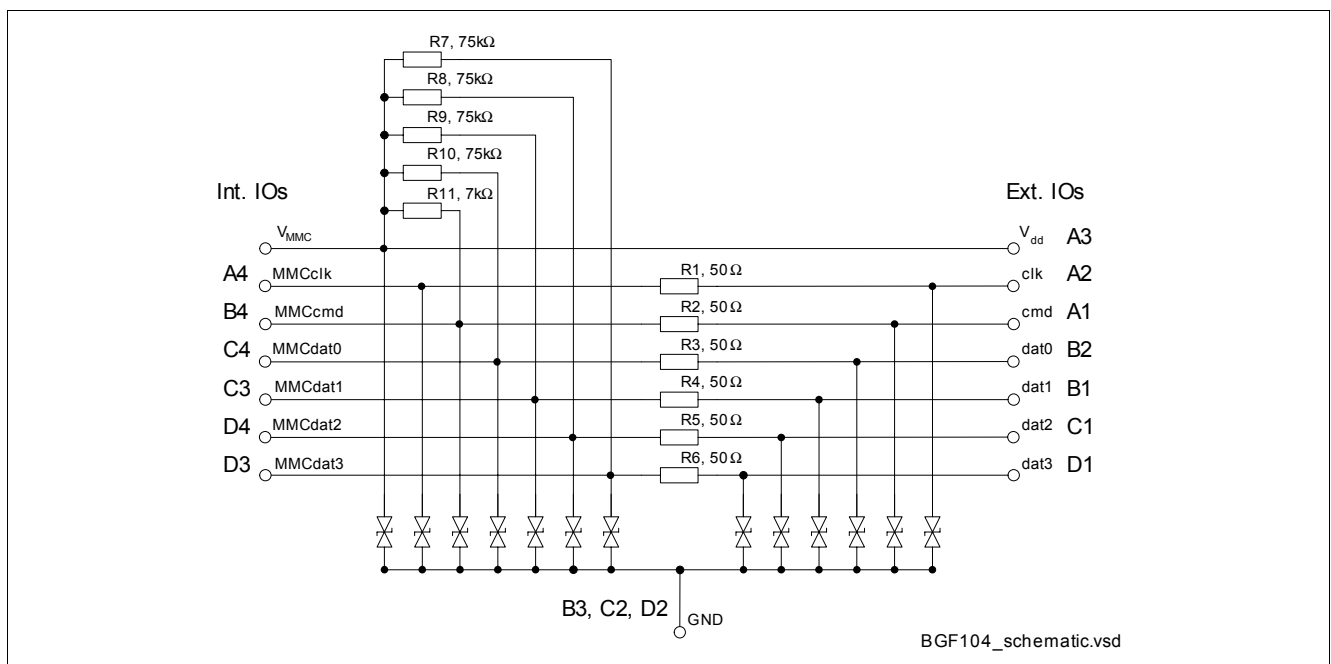 R7, 75kΩ
R8, 75kΩ
R9, 75kΩ
R10, 75kΩ
Int. IOs
Ext. IOs
R11, 7kΩ
VMMC
Vdd A3
A4 MMCclk R1, 50Ω clk A2
B4 MMCcmd R2, 50Ω cmd A1
C4 MMCdat0 R3, 50Ω dat0 B2
C3 MMCdat1 R4, 50Ω dat1 B1
D4 MMCdat2 R5, 50Ω dat2 C1
D3 MMCdat3 R6, 50Ω dat3 D1
B3, C2, D2
GND
BGF104_schematic.vsd